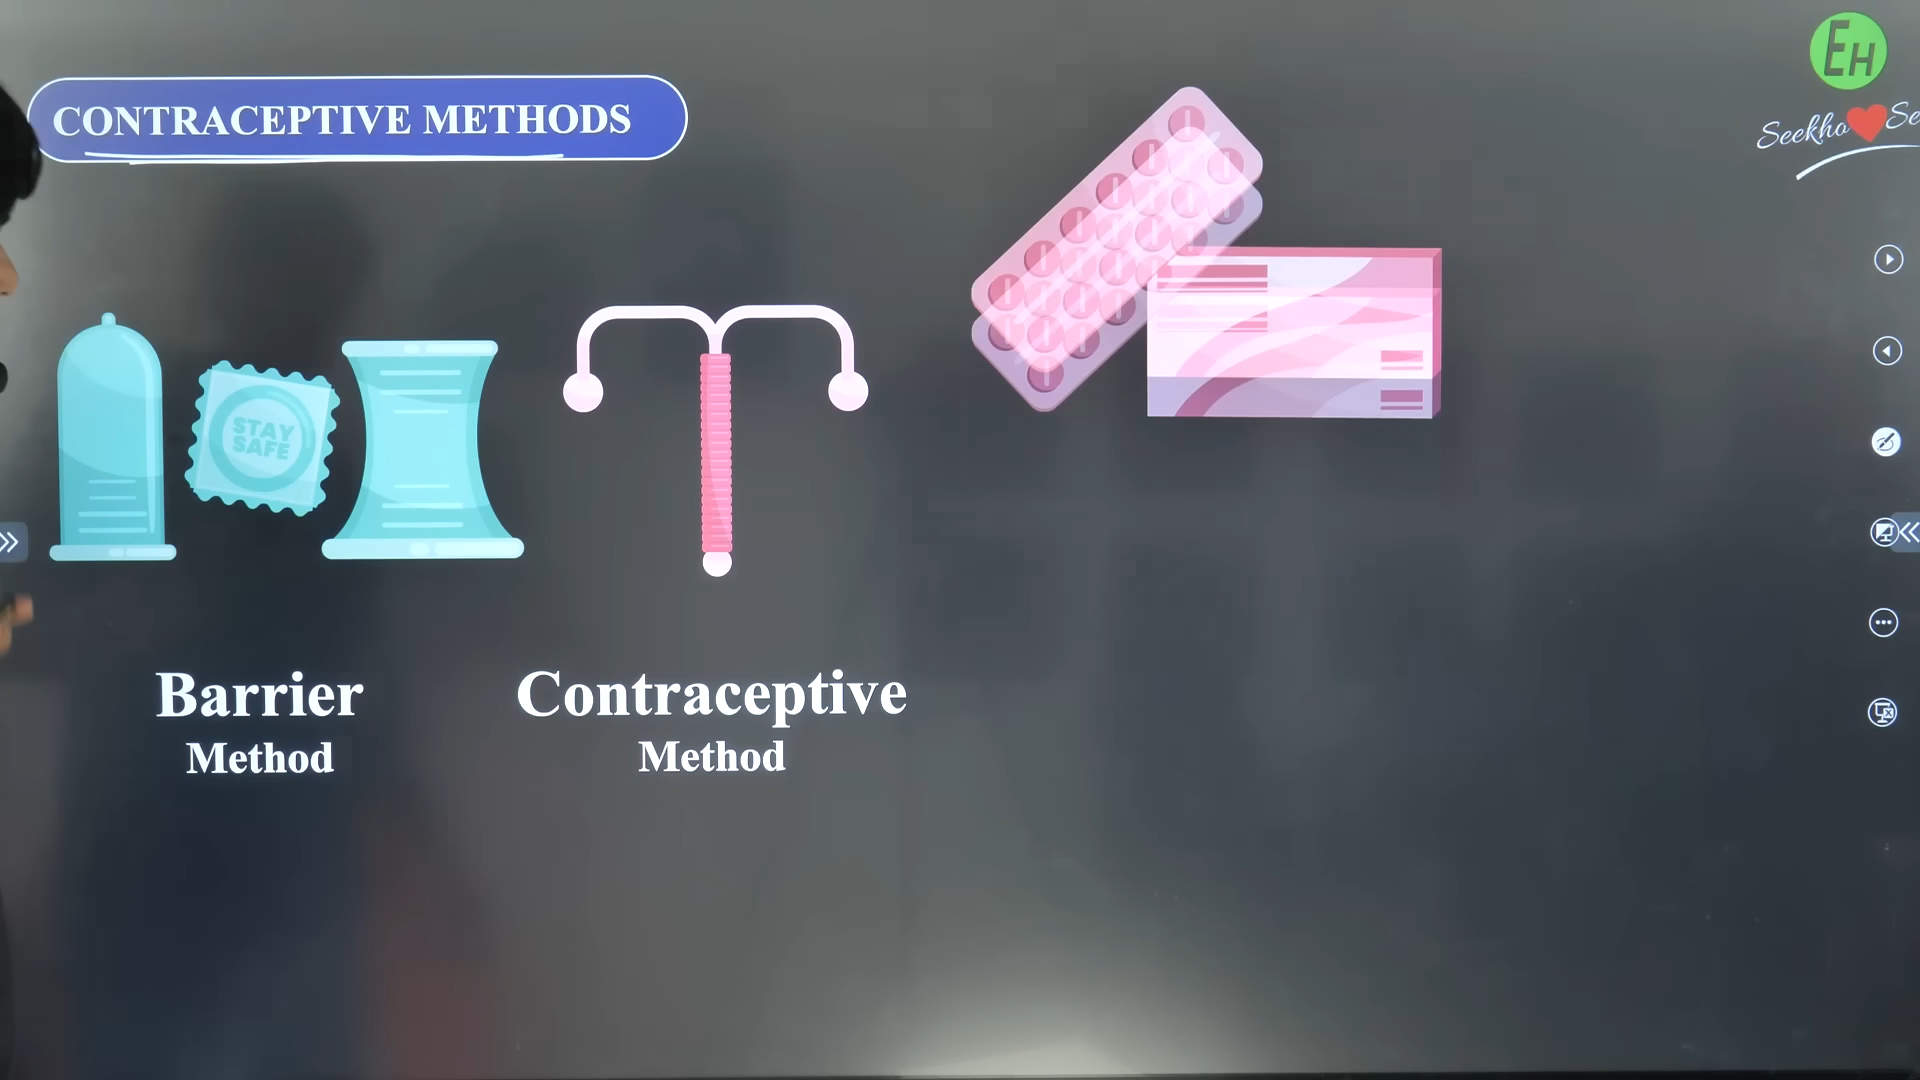 CONTRACEPTIVE METHODS
EH
Seekho
STAY
SAFE
Barrier
Method
Contraceptive
Method